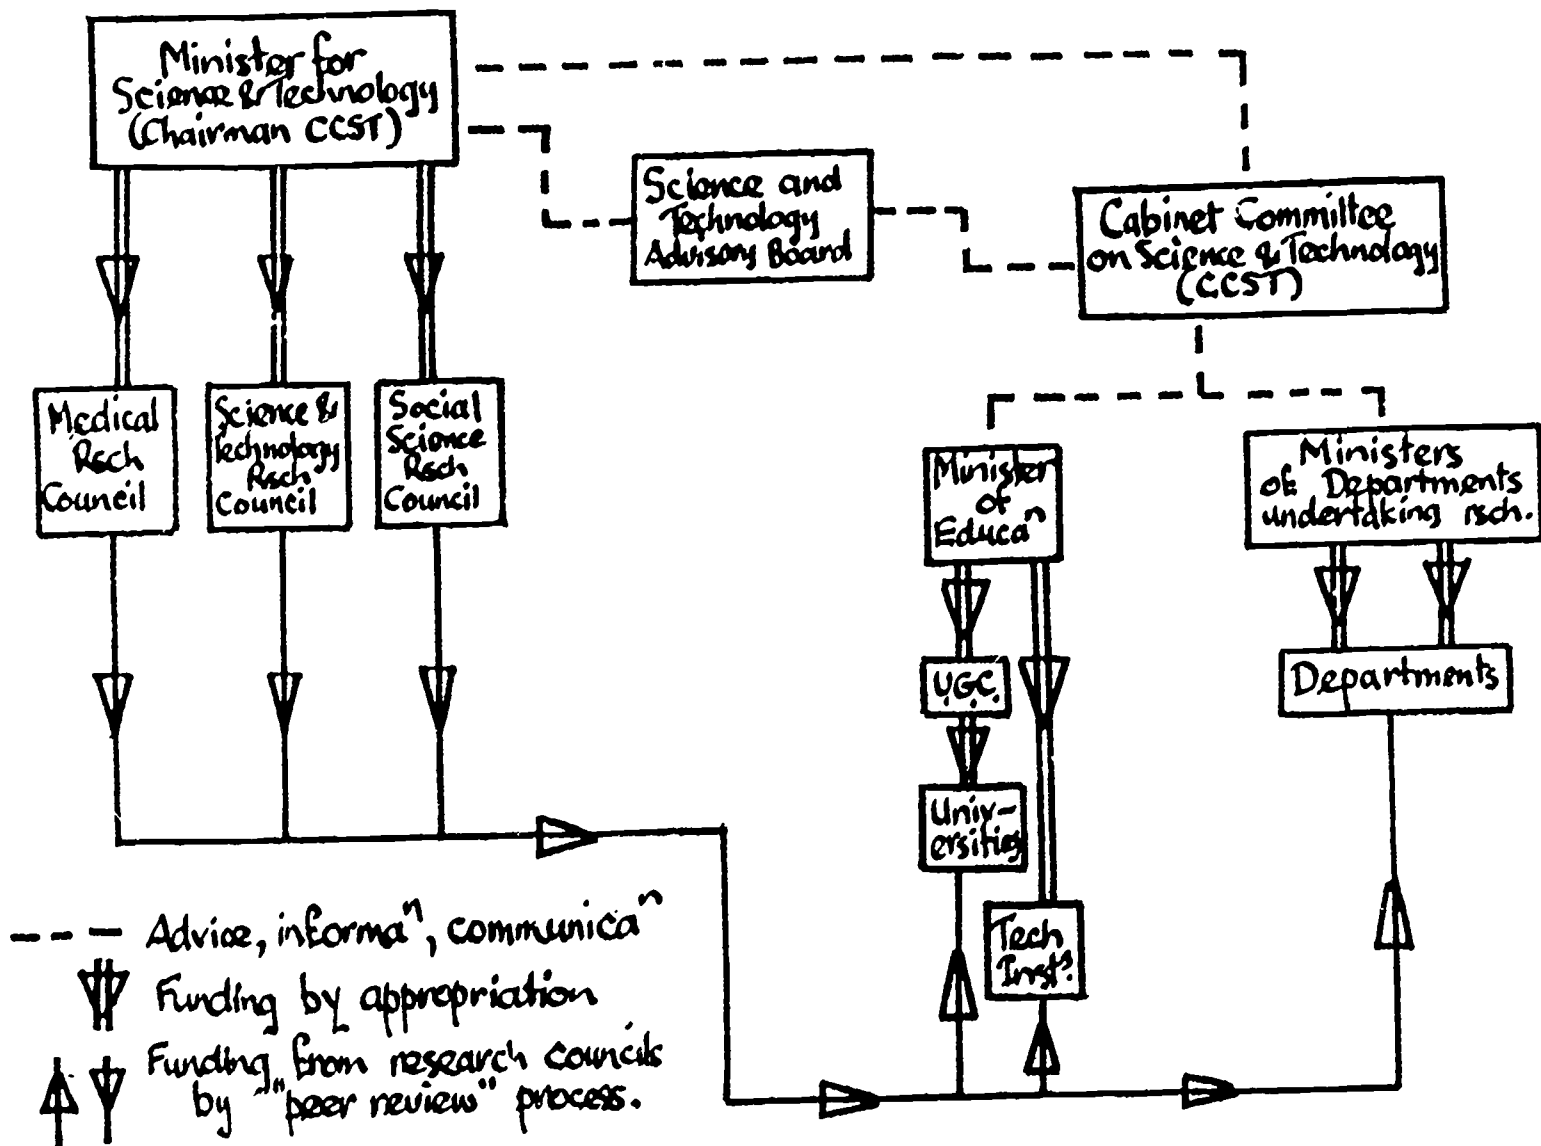 Minister for
Science & Technology
(Chairman CCST)
Science and
Technology
Advisory Board
Cabinet Committee
on Science & Technology
(CCST)
Medical
Rsch
Council
Science &
Technology
Rsch
Council
Social
Science
Rsch
Council
Minister
of
Educaⁿ
Ministers
of Departments
undertaking rsch.
UGC.
Departments
Univ-
ersities
Tech
Instˢ.
Advice, informaⁿ, communicaⁿ
Funding by appropriation
Funding from research councils
by "peer review" process.